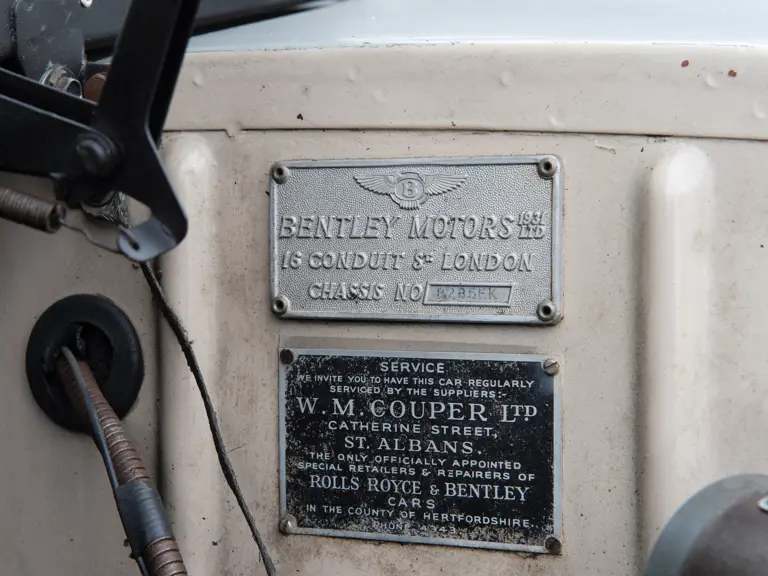 B
BENTLEY MOTORS 1931 LTD
16 CONDUIT ST LONDON
CHASSIS NO
SERVICE
WE INVITE YOU TO HAVE THIS CAR REGULARLY
SERVICED BY THE SUPPLIERS:-
W. M. COUPER LTD
CATHERINE STREET,
ST. ALBANS.
THE ONLY OFFICIALLY APPOINTED
SPECIAL RETAILERS & REPAIRERS OF
ROLLS ROYCE & BENTLEY
CARS
IN THE COUNTY OF HERTFORDSHIRE
PHONE